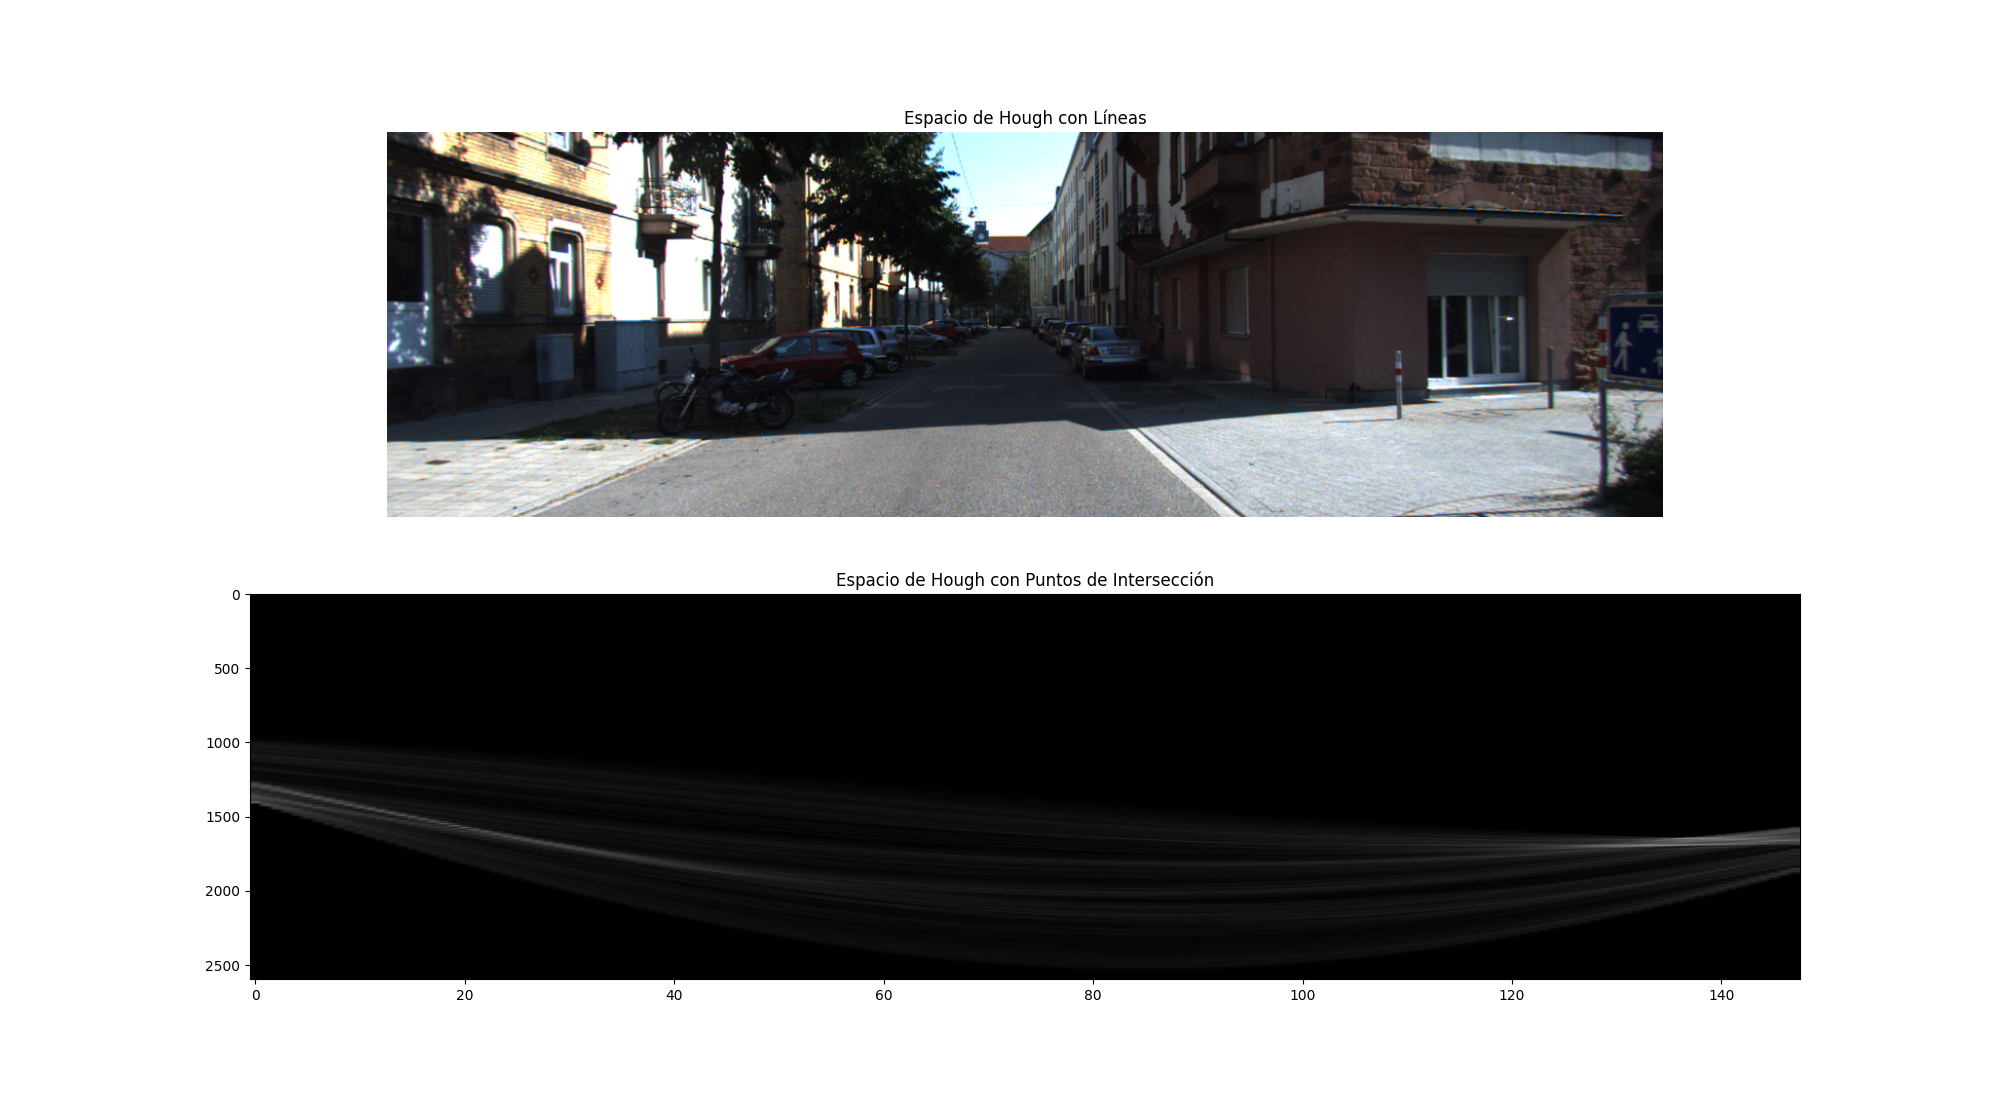 Espacio de Hough con Líneas
Espacio de Hough con Puntos de Intersección
0
500
1000
1500
2000
2500
0 20 40 60 80 100 120 140